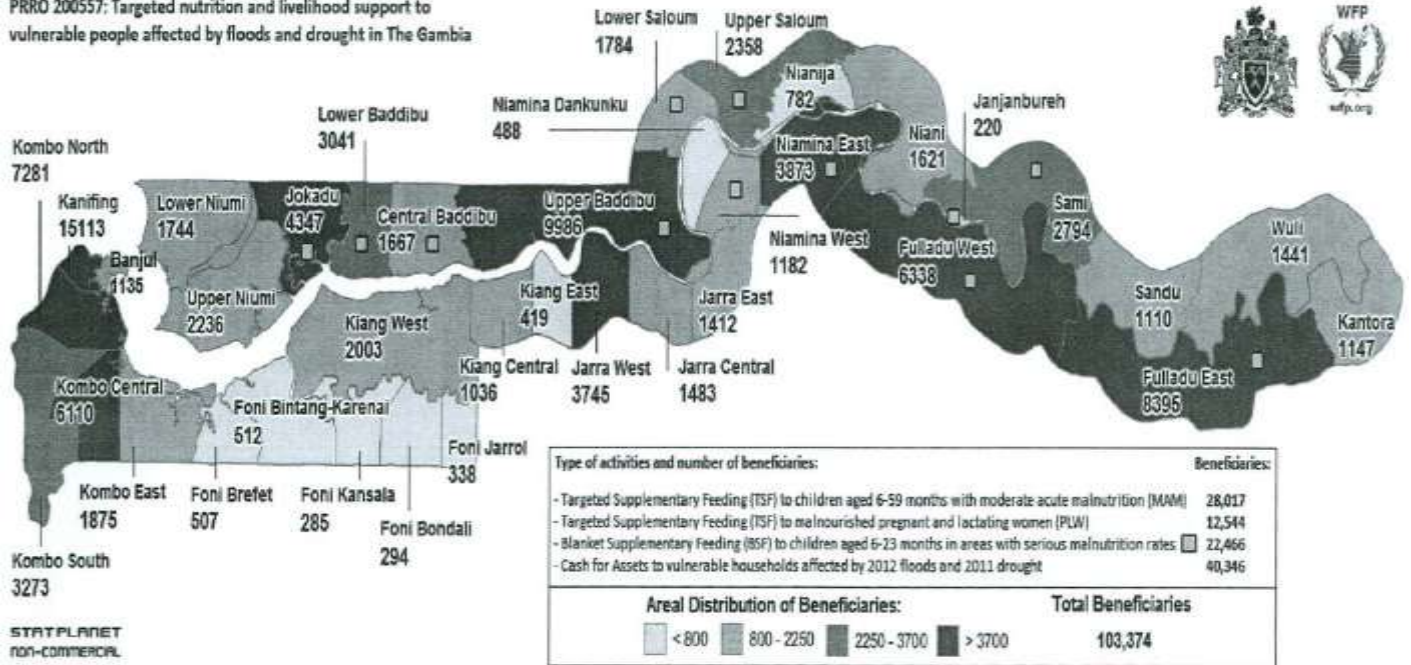 PRRO 200557: Targeted nutrition and livelihood support to
vulnerable people affected by floods and drought in The Gambia
WFP
wfp.org
Lower Saloum
1784
Upper Saloum
2358
Nianija
782
Niamina Dankunku
488
Janjanbureh
220
Lower Baddibu
3041
Kombo North
7281
Niamina East
3873
Niani
1621
Kanifing
15113
Lower Niumi
1744
Jokadu
4347
Central Baddibu
1667
Upper Baddibu
9986
Sami
2794
Banjul
1135
Niamina West
1182
Fulladu West
6338
Wuli
1441
Upper Niumi
2236
Kiang West
2003
Kiang East
419
Jarra East
1412
Sandu
1110
Kantora
1147
Kiang Central
1036
Jarra West
3745
Jarra Central
1483
Fulladu East
8395
Kombo Central
6110
Foni Bintang-Karenai
512
Foni Jarrol
338
Kombo East
1875
Foni Brefet
507
Foni Kansala
285
Foni Bondali
294
Kombo South
3273
Type of activities and number of beneficiaries: Beneficiaries:
- Targeted Supplementary Feeding (TSF) to children aged 6-59 months with moderate acute malnutrition (MAM) 28,017
- Targeted Supplementary Feeding (TSF) to malnourished pregnant and lactating women (PLW) 12,544
- Blanket Supplementary Feeding (BSF) to children aged 6-23 months in areas with serious malnutrition rates 22,466
- Cash for Assets to vulnerable households affected by 2012 floods and 2011 drought 40,346
Areal Distribution of Beneficiaries: Total Beneficiaries
< 800 800 - 2250 2250 - 3700 > 3700 103,374
STATPLANET
NON-COMMERCIAL